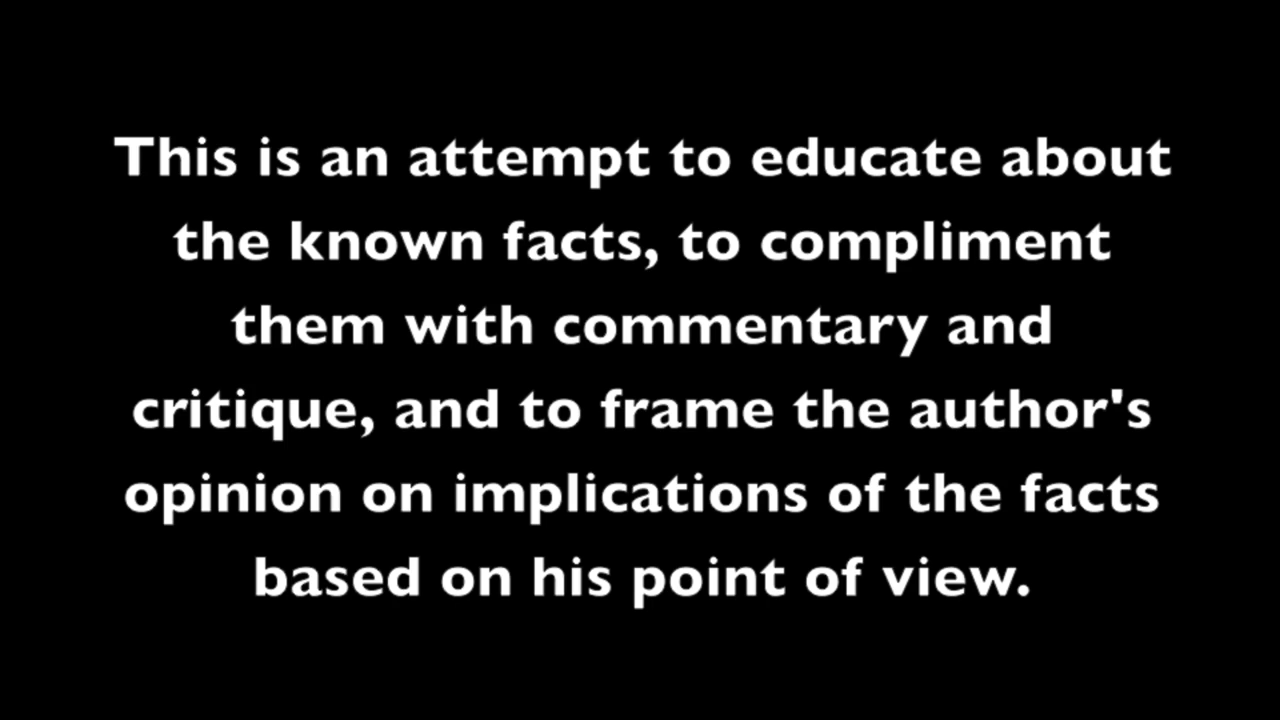 This is an attempt to educate about
the known facts, to compliment
them with commentary and
critique, and to frame the author's
opinion on implications of the facts
based on his point of view.